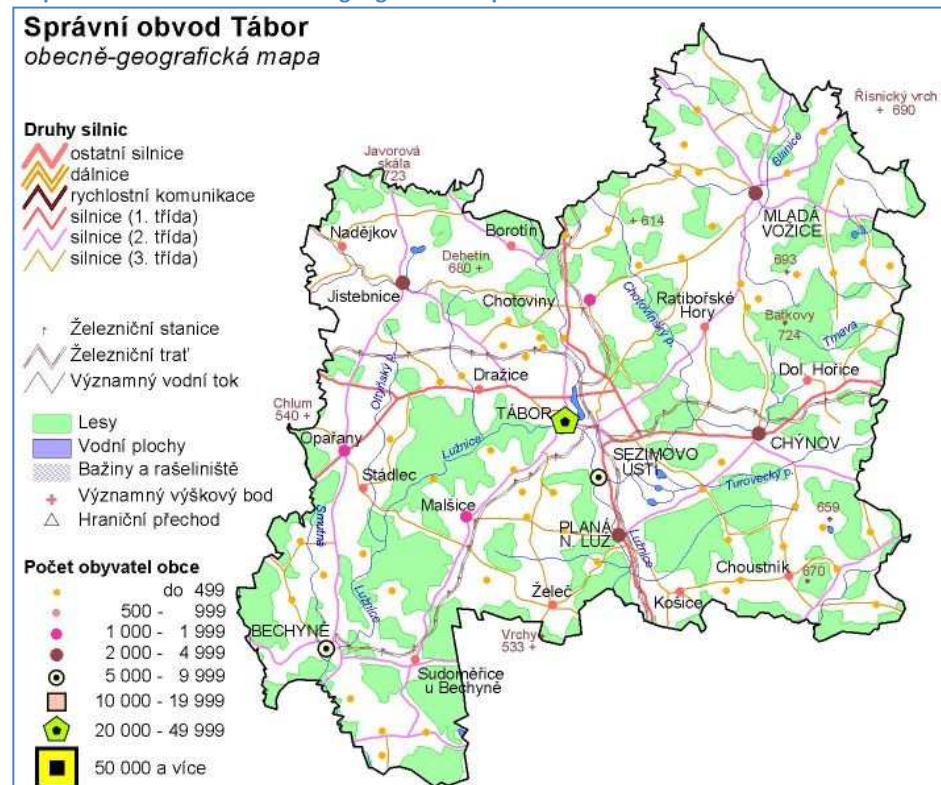 Správní obvod Tábor
obecně-geografická mapa
Druhy silnic
ostatní silnice
dálnice
rychlostní komunikace
silnice (1. třída)
silnice (2. třída)
silnice (3. třída)
Železniční stanice
Železniční trať
Významný vodní tok
Lesy
Vodní plochy
Bažiny a rašeliniště
Významný výškový bod
Hraniční přechod
Počet obyvatel obce
do 499
500 - 999
1 000 - 1 999
2 000 - 4 999
5 000 - 9 999
10 000 - 19 999
20 000 - 49 999
50 000 a více
Řísnický vrch
+ 690
Javorová
skála
723
Blanice
MLADÁ
VOŽICE
Nadějkov
Borotín
+ 614
Dehetín
680 +
693
Jistebnice
Chotoviny
Chotovinský p.
Ratibořské
Hory
Batkovy
724
Trnava
Oltyňský p.
Dražice
Dol. Hořice
Chlum
540 +
TÁBOR
Opařany
Lužnice
CHÝNOV
SEZIMOVO
ÚSTÍ
Stádlec
Turovecký p.
Malšice
Smutná
659
PLANÁ
N. LUŽ.
Lužnice
Choustník
670
Želeč
Košice
Lužnice
BECHYNĚ
Vrchy
533 +
Sudoměřice
u Bechyně